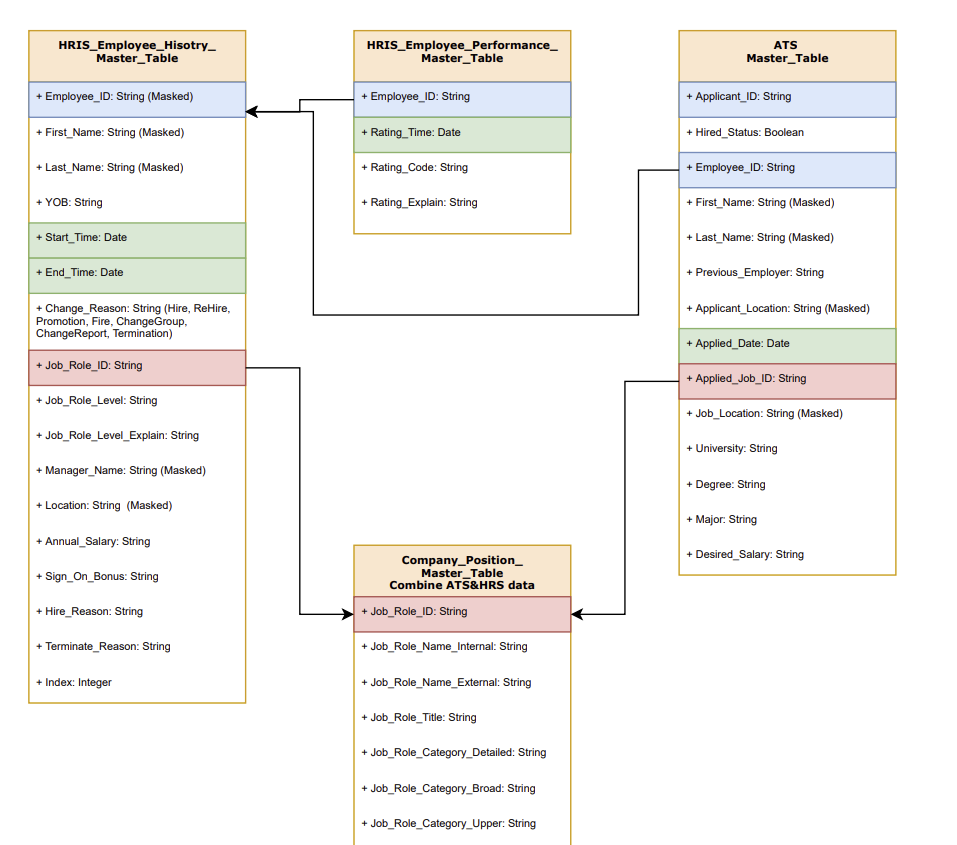 HRIS_Employee_Hisotry_
Master_Table
+ Employee_ID: String (Masked)
+ First_Name: String (Masked)
+ Last_Name: String (Masked)
+ YOB: String
+ Start_Time: Date
+ End_Time: Date
+ Change_Reason: String (Hire, ReHire,
Promotion, Fire, ChangeGroup,
ChangeReport, Termination)
+ Job_Role_ID: String
+ Job_Role_Level: String
+ Job_Role_Level_Explain: String
+ Manager_Name: String (Masked)
+ Location: String  (Masked)
+ Annual_Salary: String
+ Sign_On_Bonus: String
+ Hire_Reason: String
+ Terminate_Reason: String
+ Index: Integer
HRIS_Employee_Performance_
Master_Table
+ Employee_ID: String
+ Rating_Time: Date
+ Rating_Code: String
+ Rating_Explain: String
ATS
Master_Table
+ Applicant_ID: String
+ Hired_Status: Boolean
+ Employee_ID: String
+ First_Name: String (Masked)
+ Last_Name: String (Masked)
+ Previous_Employer: String
+ Applicant_Location: String (Masked)
+ Applied_Date: Date
+ Applied_Job_ID: String
+ Job_Location: String (Masked)
+ University: String
+ Degree: String
+ Major: String
+ Desired_Salary: String
Company_Position_
Master_Table
Combine ATS&HRS data
+ Job_Role_ID: String
+ Job_Role_Name_Internal: String
+ Job_Role_Name_External: String
+ Job_Role_Title: String
+ Job_Role_Category_Detailed: String
+ Job_Role_Category_Broad: String
+ Job_Role_Category_Upper: String